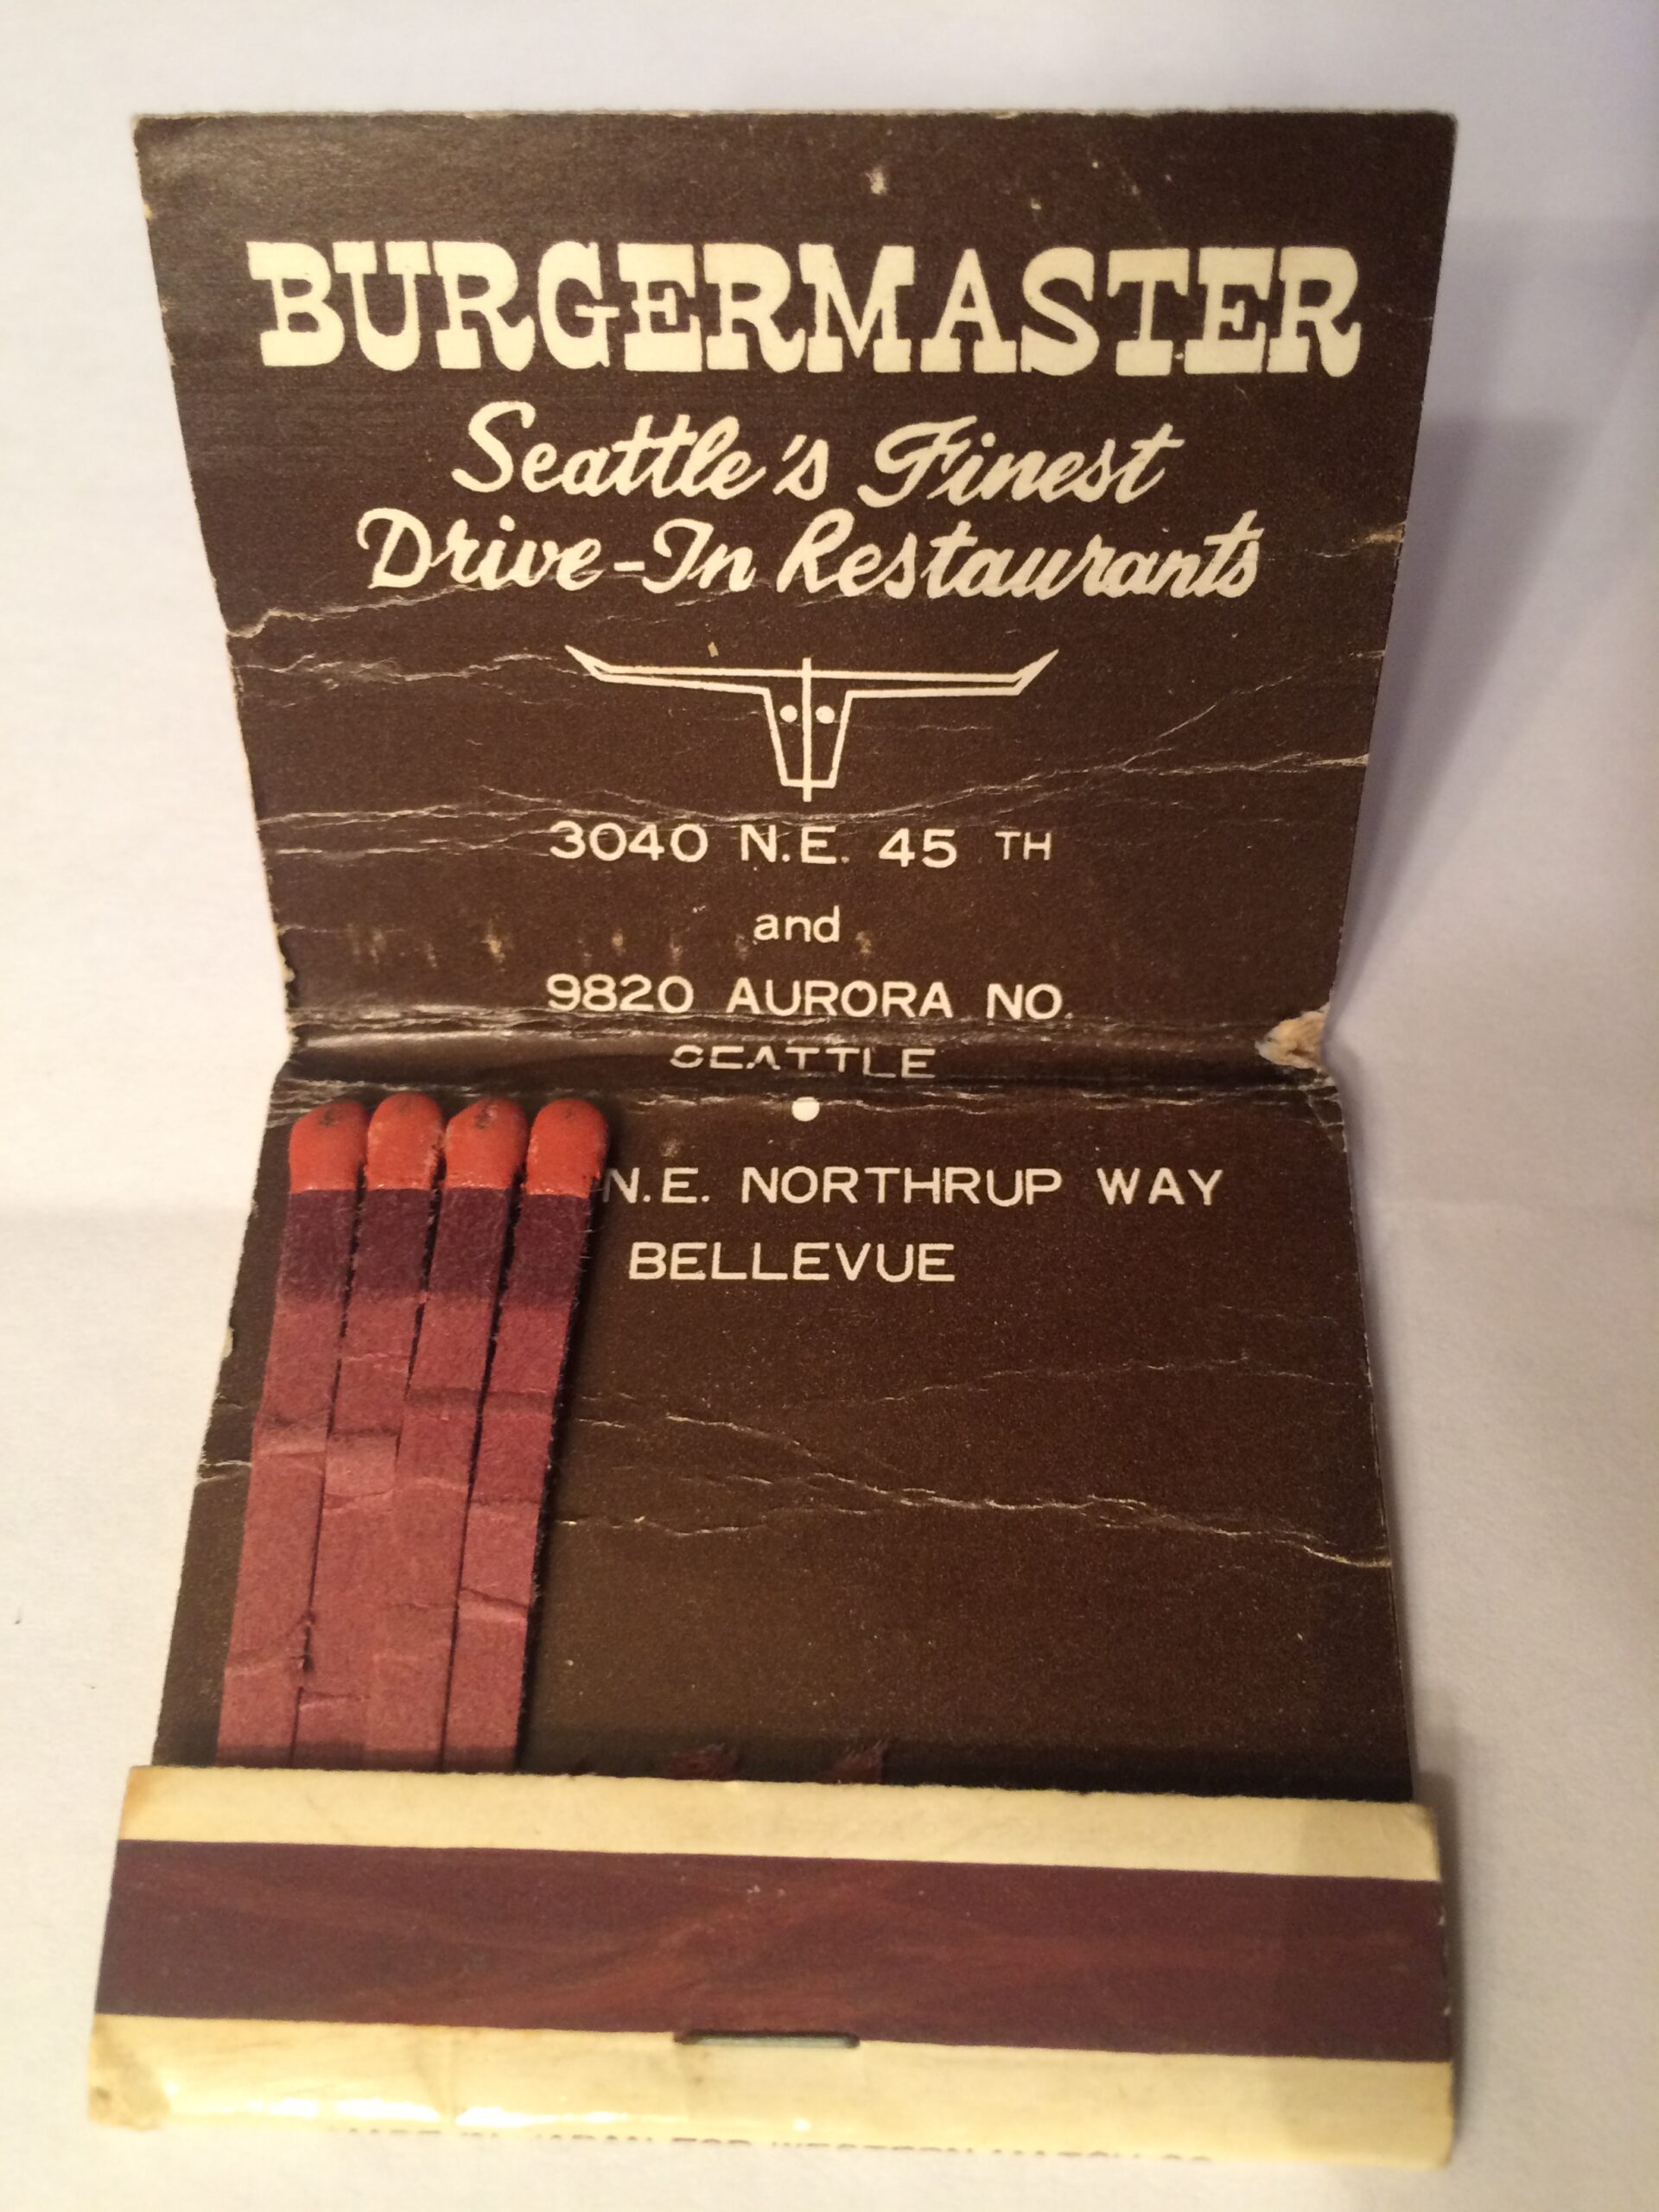 BURGERMASTER
Seattle's Finest
Drive-In Restaurants
3040 N.E. 45 TH
and
9820 AURORA NO.
SEATTLE
N.E. NORTHRUP WAY
BELLEVUE